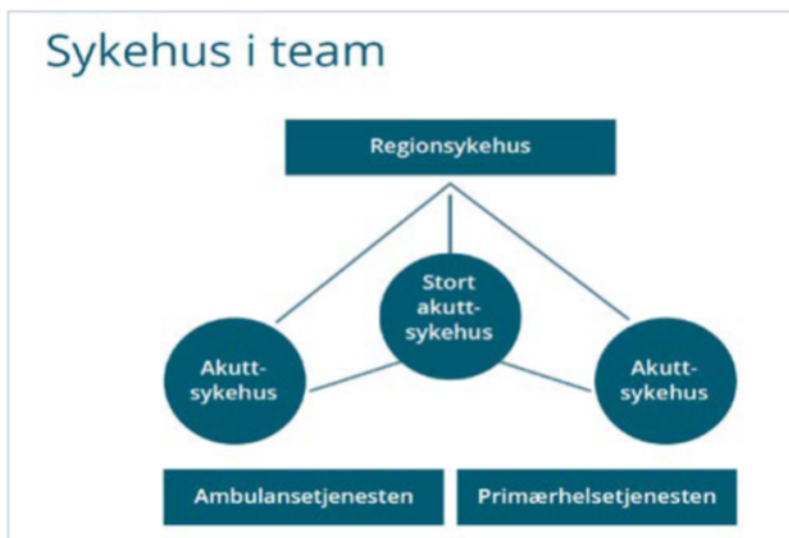 Sykehus i team
Regionsykehus
Stort
akutt-
sykehus
Akutt-
sykehus
Akutt-
sykehus
Ambulansetjenesten
Primærhelsetjenesten